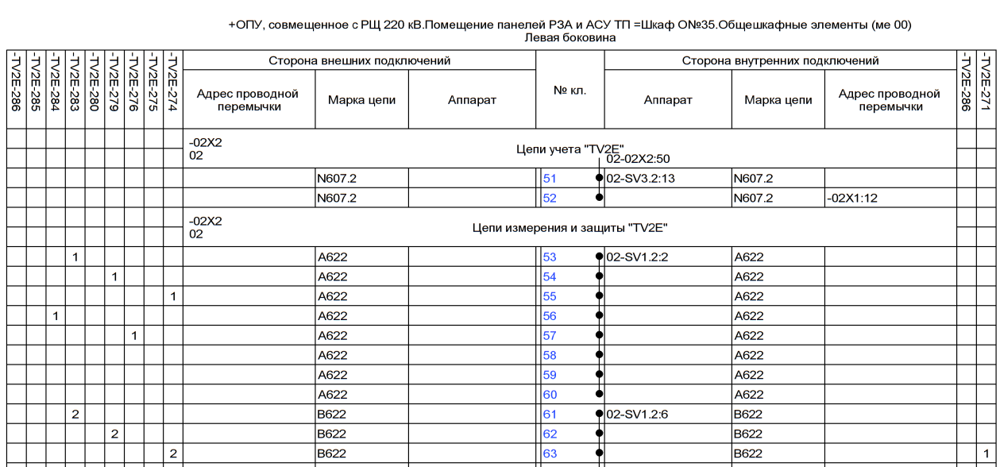 +ОПУ, совмещенное с РЩ 220 кВ.Помещение панелей РЗА и АСУ ТП =Шкаф О№35.Общешкафные элементы (ме 00)
Левая боковина
-TV2E-286 -TV2E-285 -TV2E-284 -TV2E-283 -TV2E-280 -TV2E-279 -TV2E-276 -TV2E-275 -TV2E-274 Сторона внешних подключений № кл. Сторона внутренних подключений -TV2E-286 -TV2E-271
Адрес проводной перемычки Марка цепи Аппарат Аппарат Марка цепи Адрес проводной перемычки
-02X2
02
Цепи учета "TV2E"
02-02X2:50
N607.2 51 02-SV3.2:13 N607.2
N607.2 52 N607.2 -02X1:12
-02X2
02
Цепи измерения и защиты "TV2E"
1 A622 53 02-SV1.2:2 A622
1 A622 54 A622
1 A622 55 A622
1 A622 56 A622
1 A622 57 A622
A622 58 A622
A622 59 A622
A622 60 A622
2 B622 61 02-SV1.2:6 B622
2 B622 62 B622
2 B622 63 B622 1